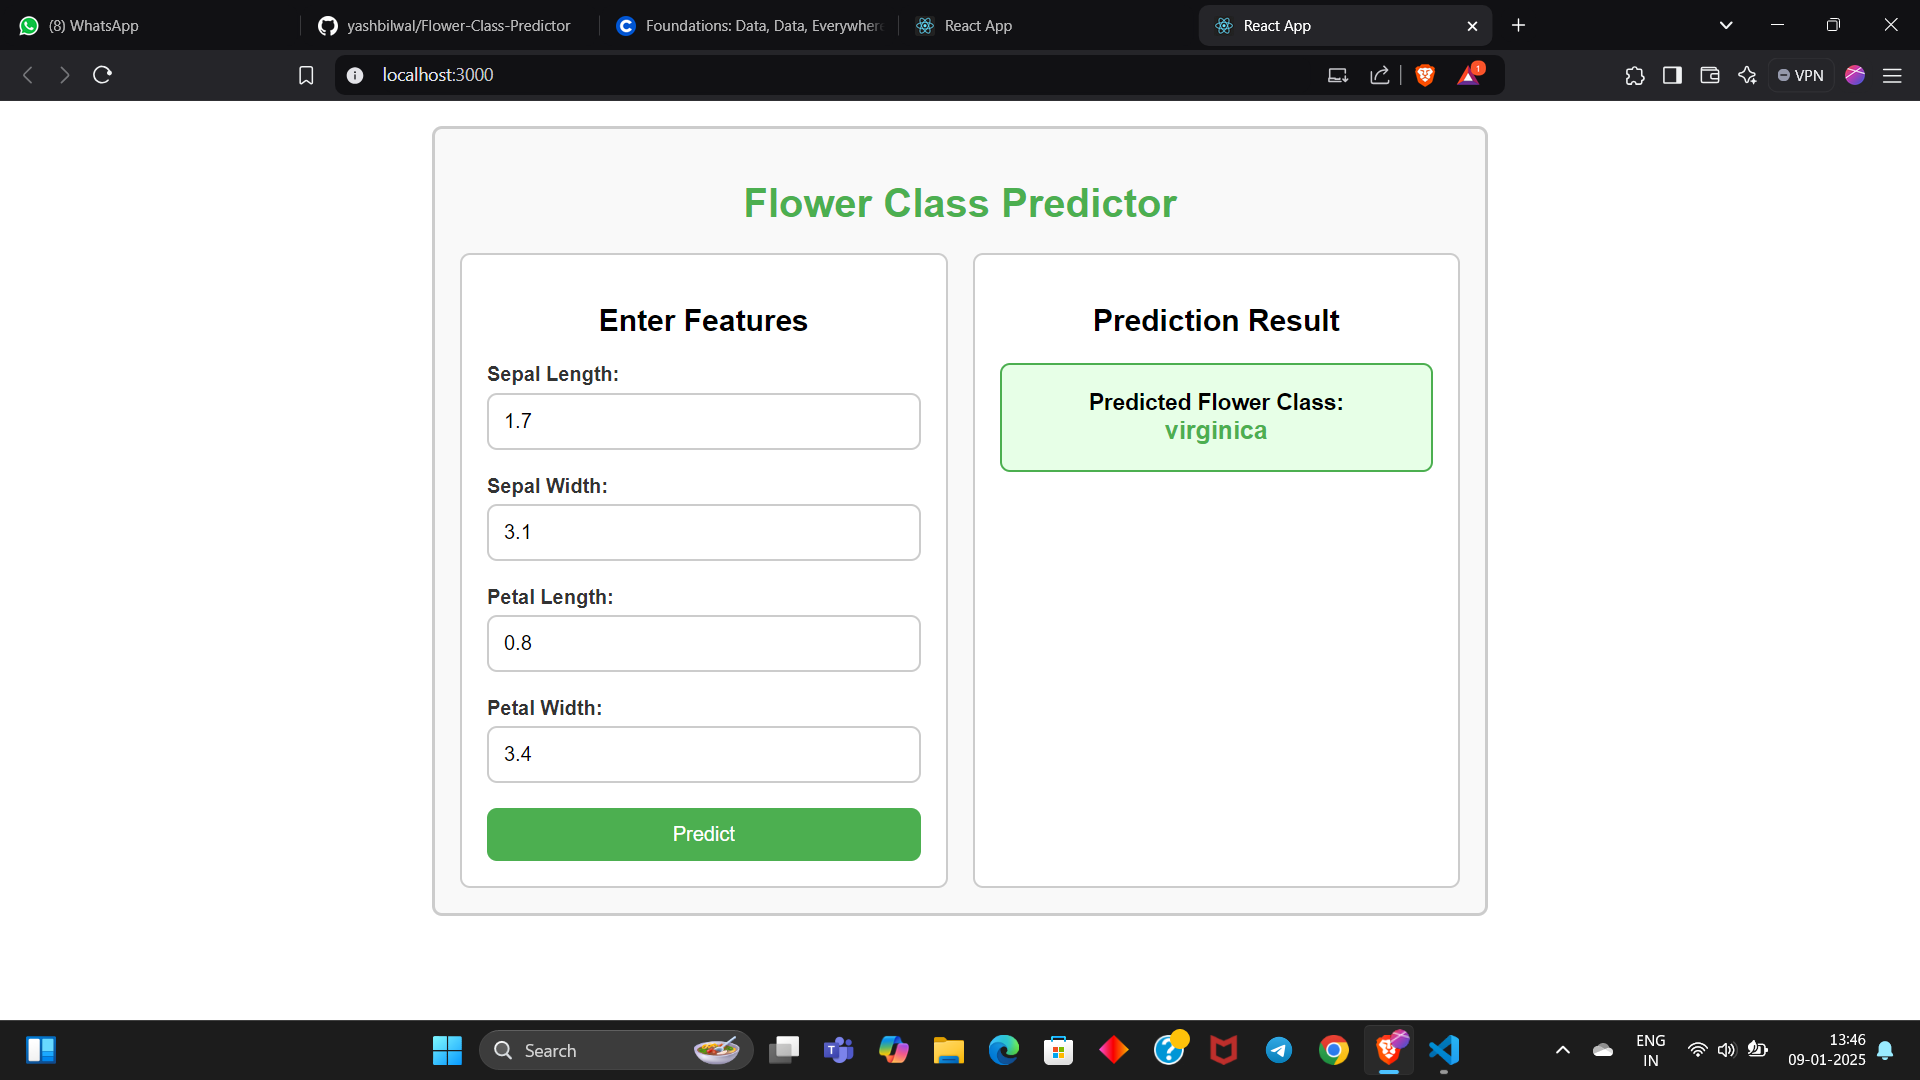 (8) WhatsApp
yashbilwal/Flower-Class-Predictor
Foundations: Data, Data, Everywhere
React App
React App
localhost:3000
1
VPN
Flower Class Predictor
Enter Features
Sepal Length:
1.7
Sepal Width:
3.1
Petal Length:
0.8
Petal Width:
3.4
Predict
Prediction Result
Predicted Flower Class:
virginica
Search
ENG
IN
13:46
09-01-2025